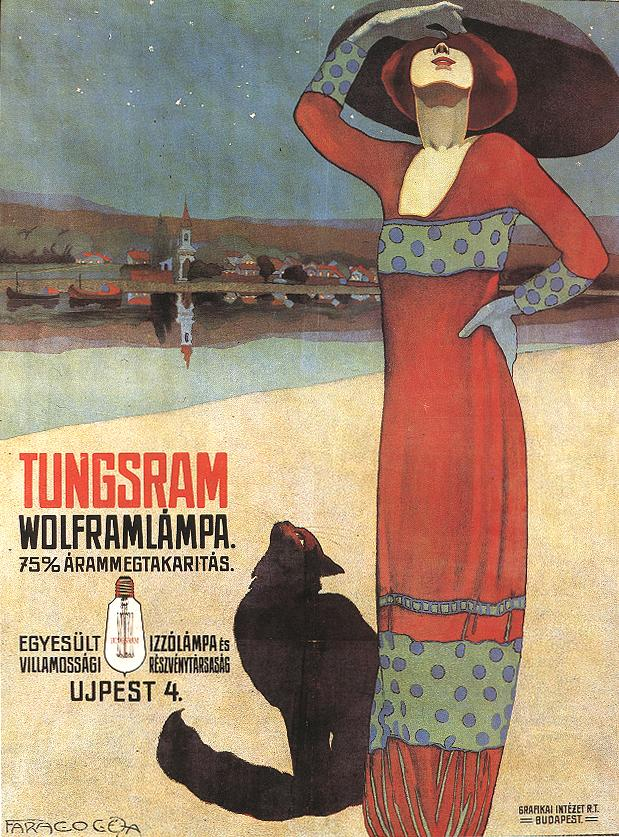 TUNGSRAM
WOLFRAMLÁMPA.
75% ÁRAMMEGTAKARITÁS.
EGYESÜLT IZZÓLÁMPA és
VILLAMOSSÁGI RÉSZVÉNYTÁRSASÁG
UJPEST 4.
FARAGÓ GÉZA
GRAFIKAI INTÉZET R.T.
BUDAPEST.